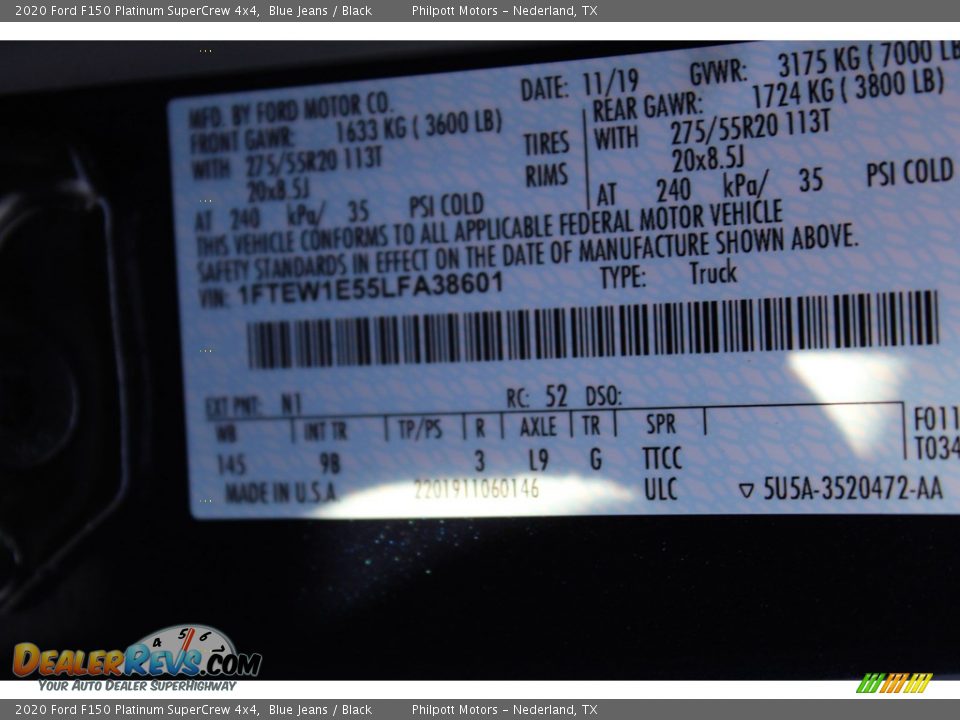 2020 Ford F150 Platinum SuperCrew 4x4, Blue Jeans / Black Philpott Motors – Nederland, TX
MFD. BY FORD MOTOR CO. DATE: 11/19 GVWR: 3175 KG ( 7000 LB
FRONT GAWR: 1633 KG ( 3600 LB) REAR GAWR: 1724 KG ( 3800 LB)
WITH 275/55R20 113T TIRES WITH 275/55R20 113T
20x8.5J RIMS 20x8.5J
AT 240 kPa/ 35 PSI COLD AT 240 kPa/ 35 PSI COLD
THIS VEHICLE CONFORMS TO ALL APPLICABLE FEDERAL MOTOR VEHICLE
SAFETY STANDARDS IN EFFECT ON THE DATE OF MANUFACTURE SHOWN ABOVE.
VIN: 1FTEW1E55LFA38601 TYPE: Truck
EXT PNT: N1 RC: 52 DSO:
WB INT TR TP/PS R AXLE TR SPR F011
145 9B 3 L9 G TTCC T034
MADE IN U.S.A. 2201911060146 ULC ▽ 5U5A-3520472-AA
4 5 6
DEALERREVS.COM
YOUR AUTO DEALER SUPERHIGHWAY
2020 Ford F150 Platinum SuperCrew 4x4, Blue Jeans / Black Philpott Motors – Nederland, TX